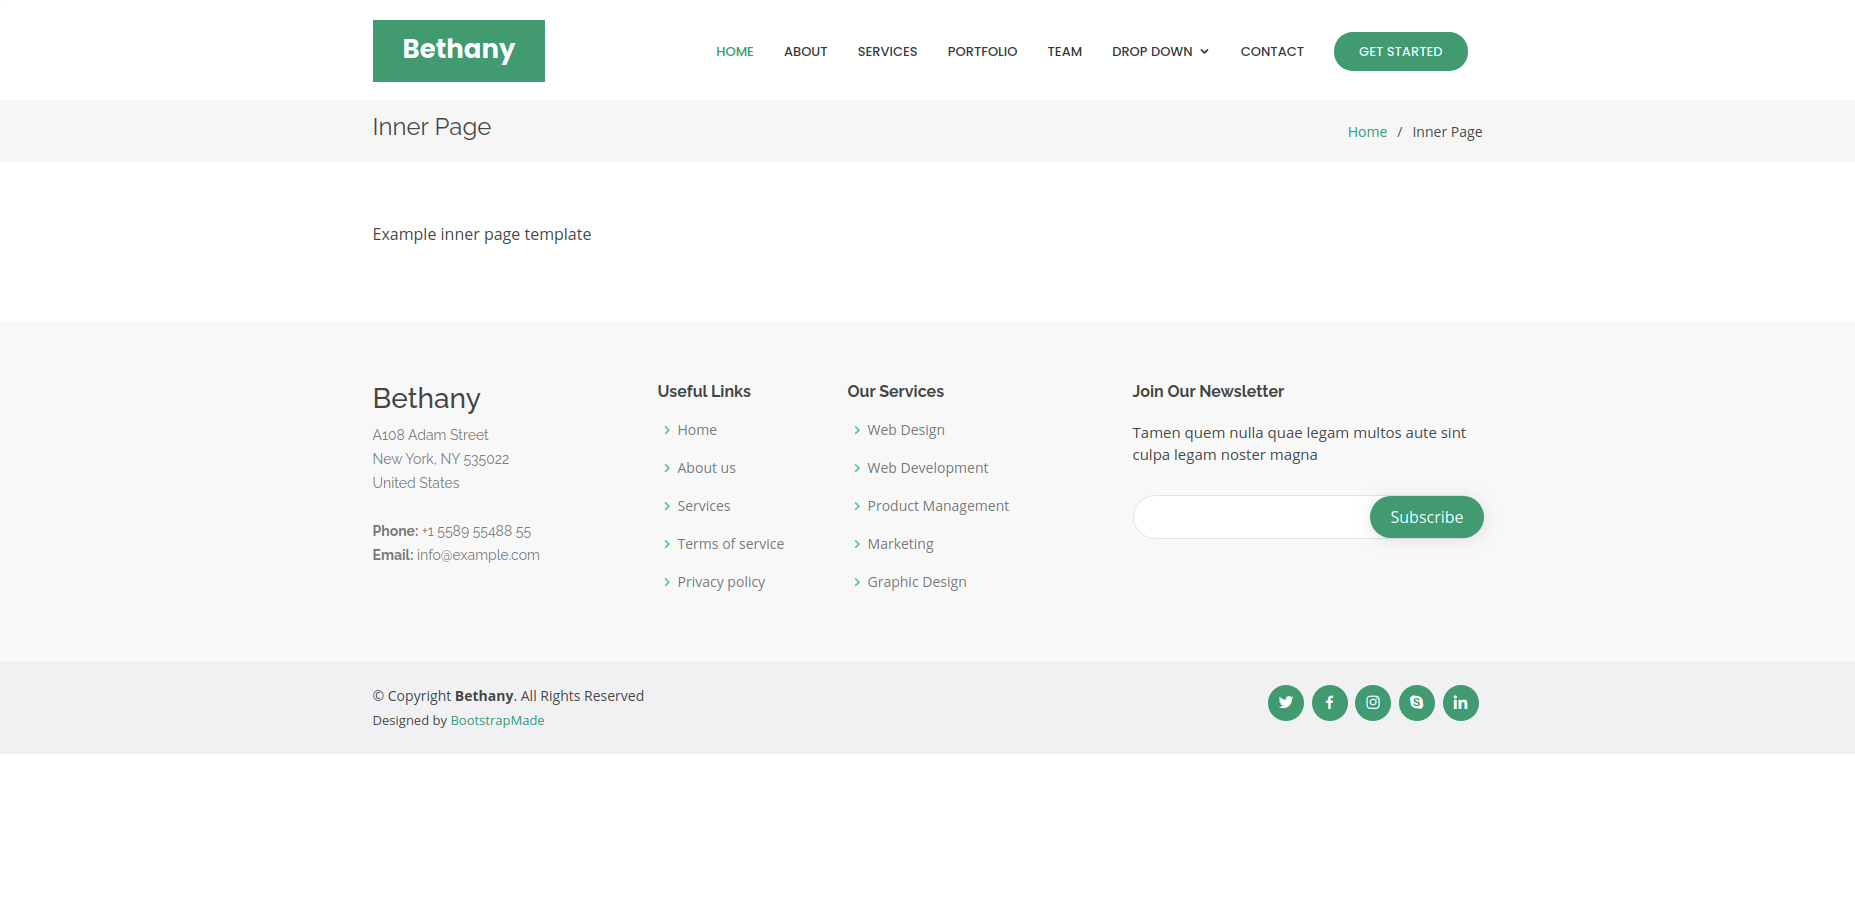 Bethany
HOME ABOUT SERVICES PORTFOLIO TEAM DROP DOWN CONTACT GET STARTED
Inner Page
Home / Inner Page
Example inner page template
Bethany
A108 Adam Street
New York, NY 535022
United States
Phone: +1 5589 55488 55
Email: info@example.com
Useful Links
Home
About us
Services
Terms of service
Privacy policy
Our Services
Web Design
Web Development
Product Management
Marketing
Graphic Design
Join Our Newsletter
Tamen quem nulla quae legam multos aute sint
culpa legam noster magna
Subscribe
© Copyright Bethany. All Rights Reserved
Designed by BootstrapMade